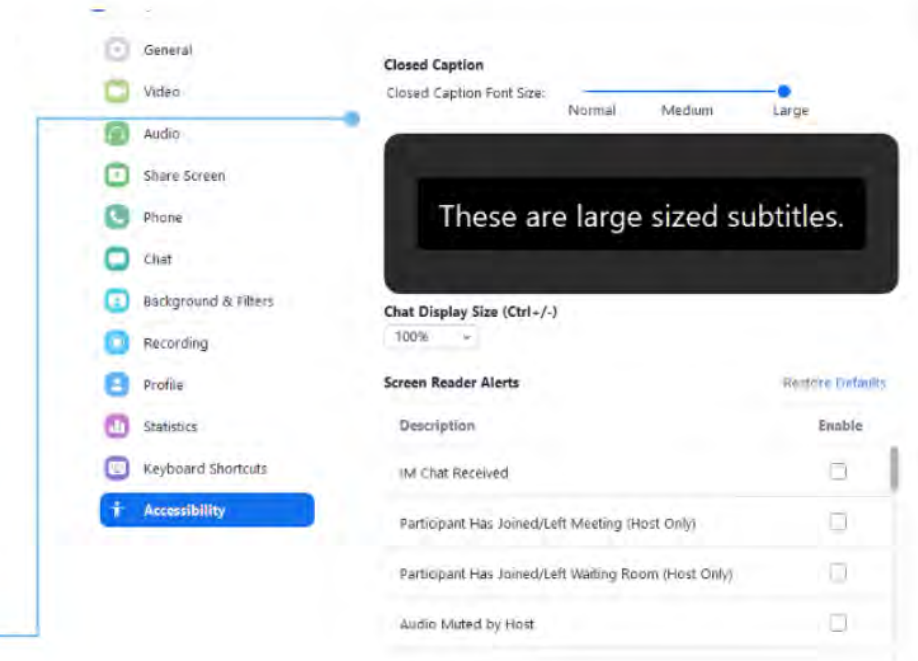 General
Video
Audio
Share Screen
Phone
Chat
Background & Filters
Recording
Profile
Statistics
Keyboard Shortcuts
Accessibility
Closed Caption
Closed Caption Font Size:
Normal Medium Large
These are large sized subtitles.
Chat Display Size (Ctrl+/-)
100%
Screen Reader Alerts Restore Defaults
Description Enable
IM Chat Received
Participant Has Joined/Left Meeting (Host Only)
Participant Has Joined/Left Waiting Room (Host Only)
Audio Muted by Host